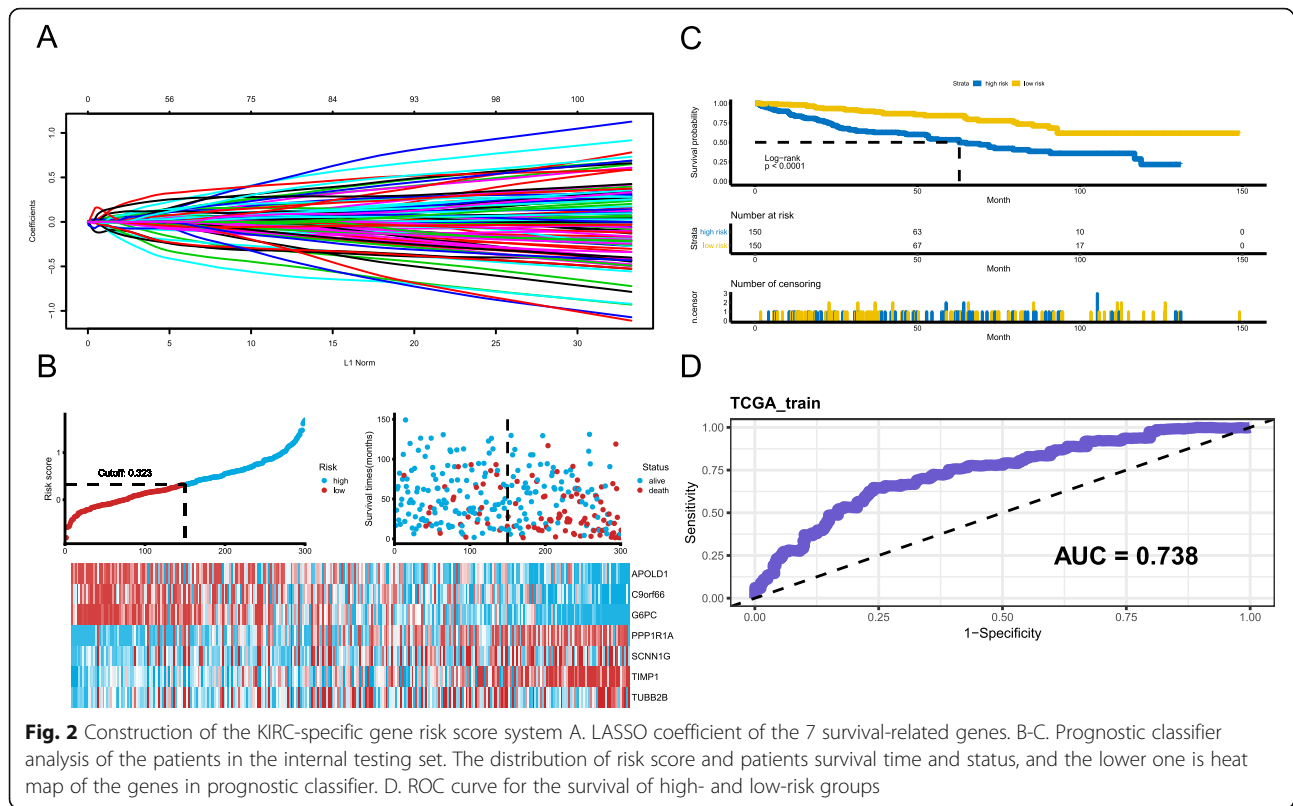 A
0 56 75 84 93 98 100
1.0
0.5
0.0
−0.5
−1.0
Coefficients
0 5 10 15 20 25 30
L1 Norm
B
Risk score
1
0
Cutoff: 0.323
0 100 200 300
Risk
high
low
Survival times(months)
150
100
50
0
0 100 200 300
Status
alive
death
APOLD1
C9orf66
G6PC
PPP1R1A
SCNN1G
TIMP1
TUBB2B
C
Strata high risk low risk
Survival probability
1.00
0.75
0.50
0.25
0.00
Log−rank
p < 0.0001
0 50 100 150
Month
Number at risk
Strata
high risk 150 63 10 0
low risk 150 67 17 0
0 50 100 150
Month
Number of censoring
n.censor
3
2
1
0
0 50 100 150
Month
D
TCGA_train
Sensitivity
1.00
0.75
0.50
0.25
0.00
AUC = 0.738
0.00 0.25 0.50 0.75 1.00
1−Specificity
Fig. 2 Construction of the KIRC-specific gene risk score system A. LASSO coefficient of the 7 survival-related genes. B-C. Prognostic classifier
analysis of the patients in the internal testing set. The distribution of risk score and patients survival time and status, and the lower one is heat
map of the genes in prognostic classifier. D. ROC curve for the survival of high- and low-risk groups